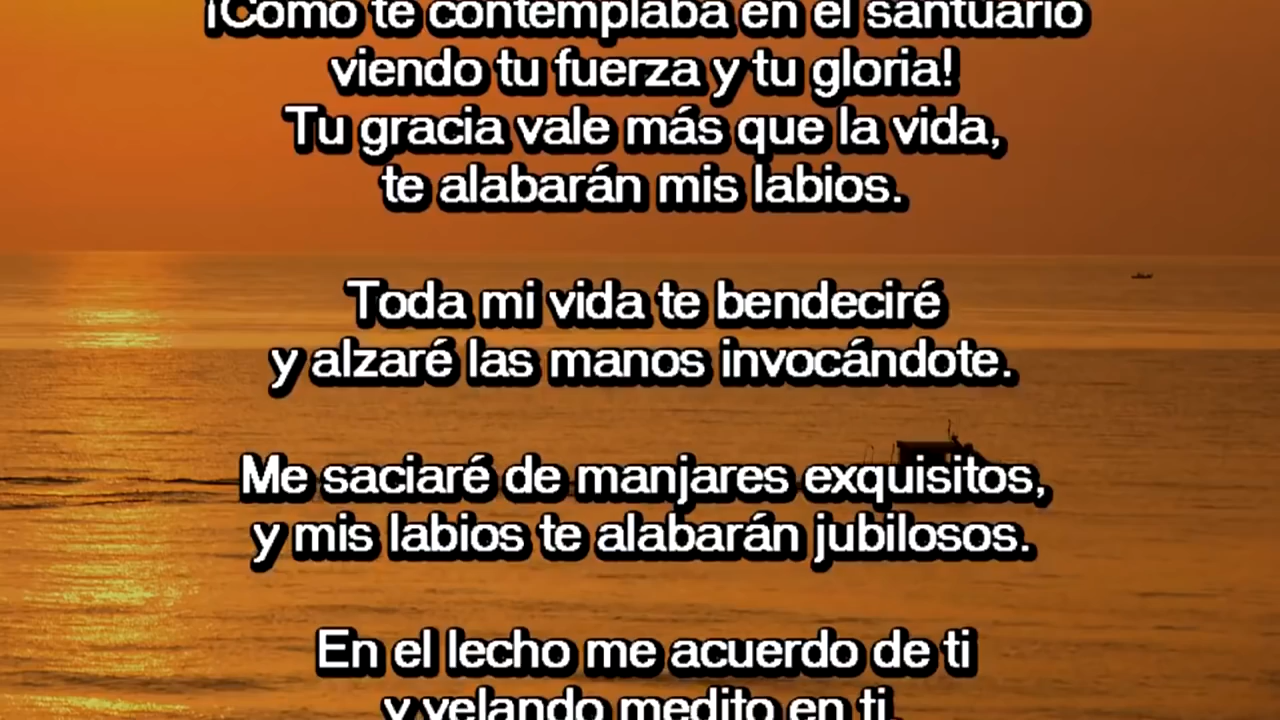 ¡Cómo te contemplaba en el santuario
viendo tu fuerza y tu gloria!
Tu gracia vale más que la vida,
te alabarán mis labios.
Toda mi vida te bendeciré
y alzaré las manos invocándote.
Me saciaré de manjares exquisitos,
y mis labios te alabarán jubilosos.
En el lecho me acuerdo de ti
y velando medito en ti,